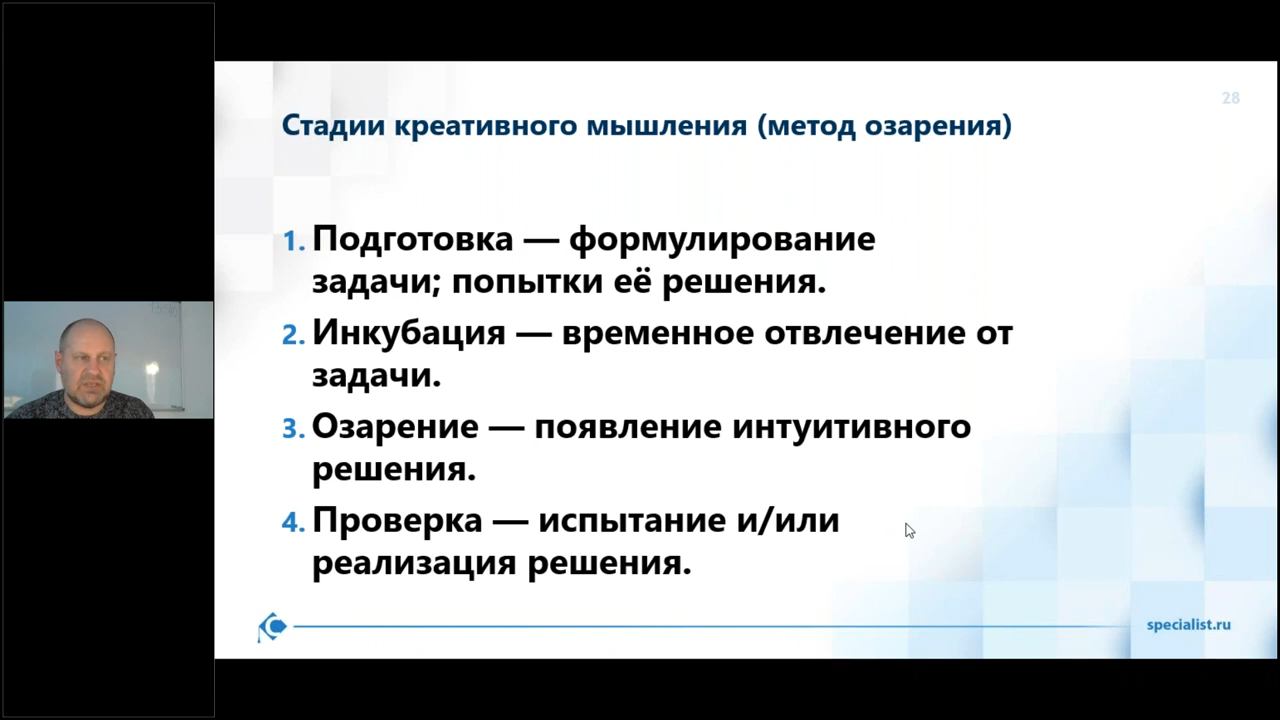 28
Стадии креативного мышления (метод озарения)
1. Подготовка — формулирование
задачи; попытки её решения.
2. Инкубация — временное отвлечение от
задачи.
3. Озарение — появление интуитивного
решения.
4. Проверка — испытание и/или
реализация решения.
specialist.ru